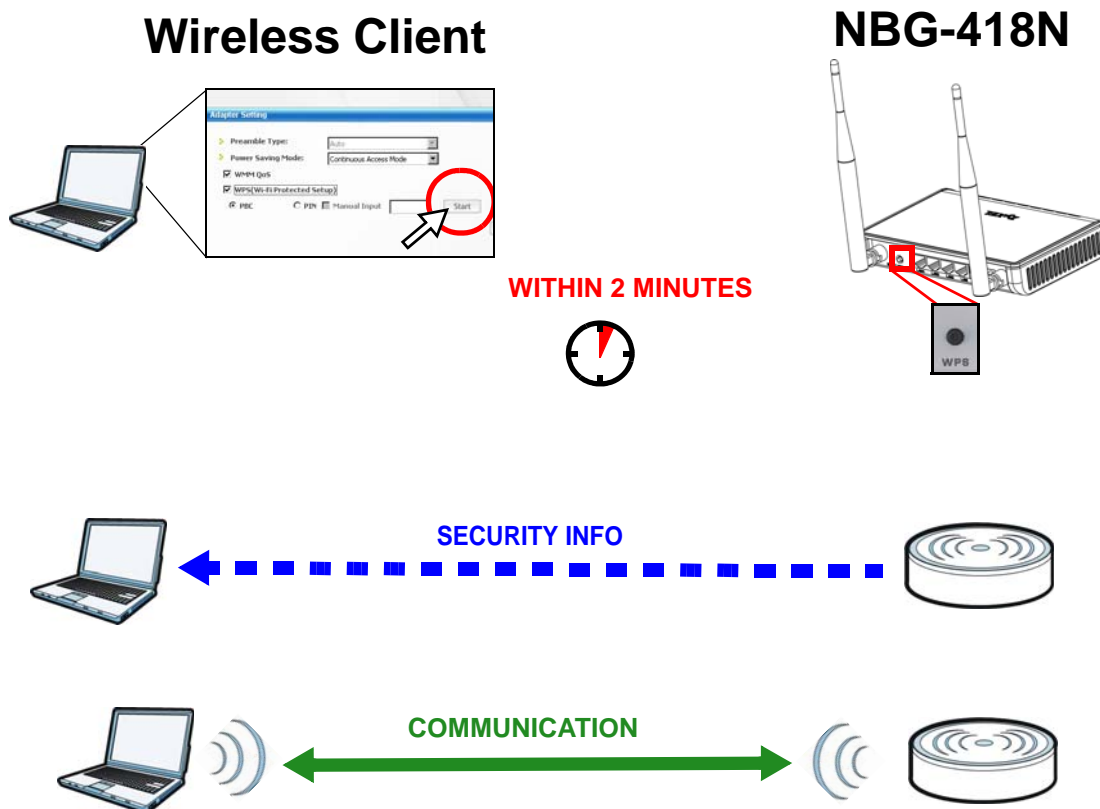 Wireless Client
NBG-418N
Adapter Setting
Preamble Type:
Auto
Power Saving Mode:
Continuous Access Mode
WMM QoS
WPS(Wi-Fi Protected Setup)
PBC
PIN
Manual Input
Start
WITHIN 2 MINUTES
WPS
SECURITY INFO
COMMUNICATION